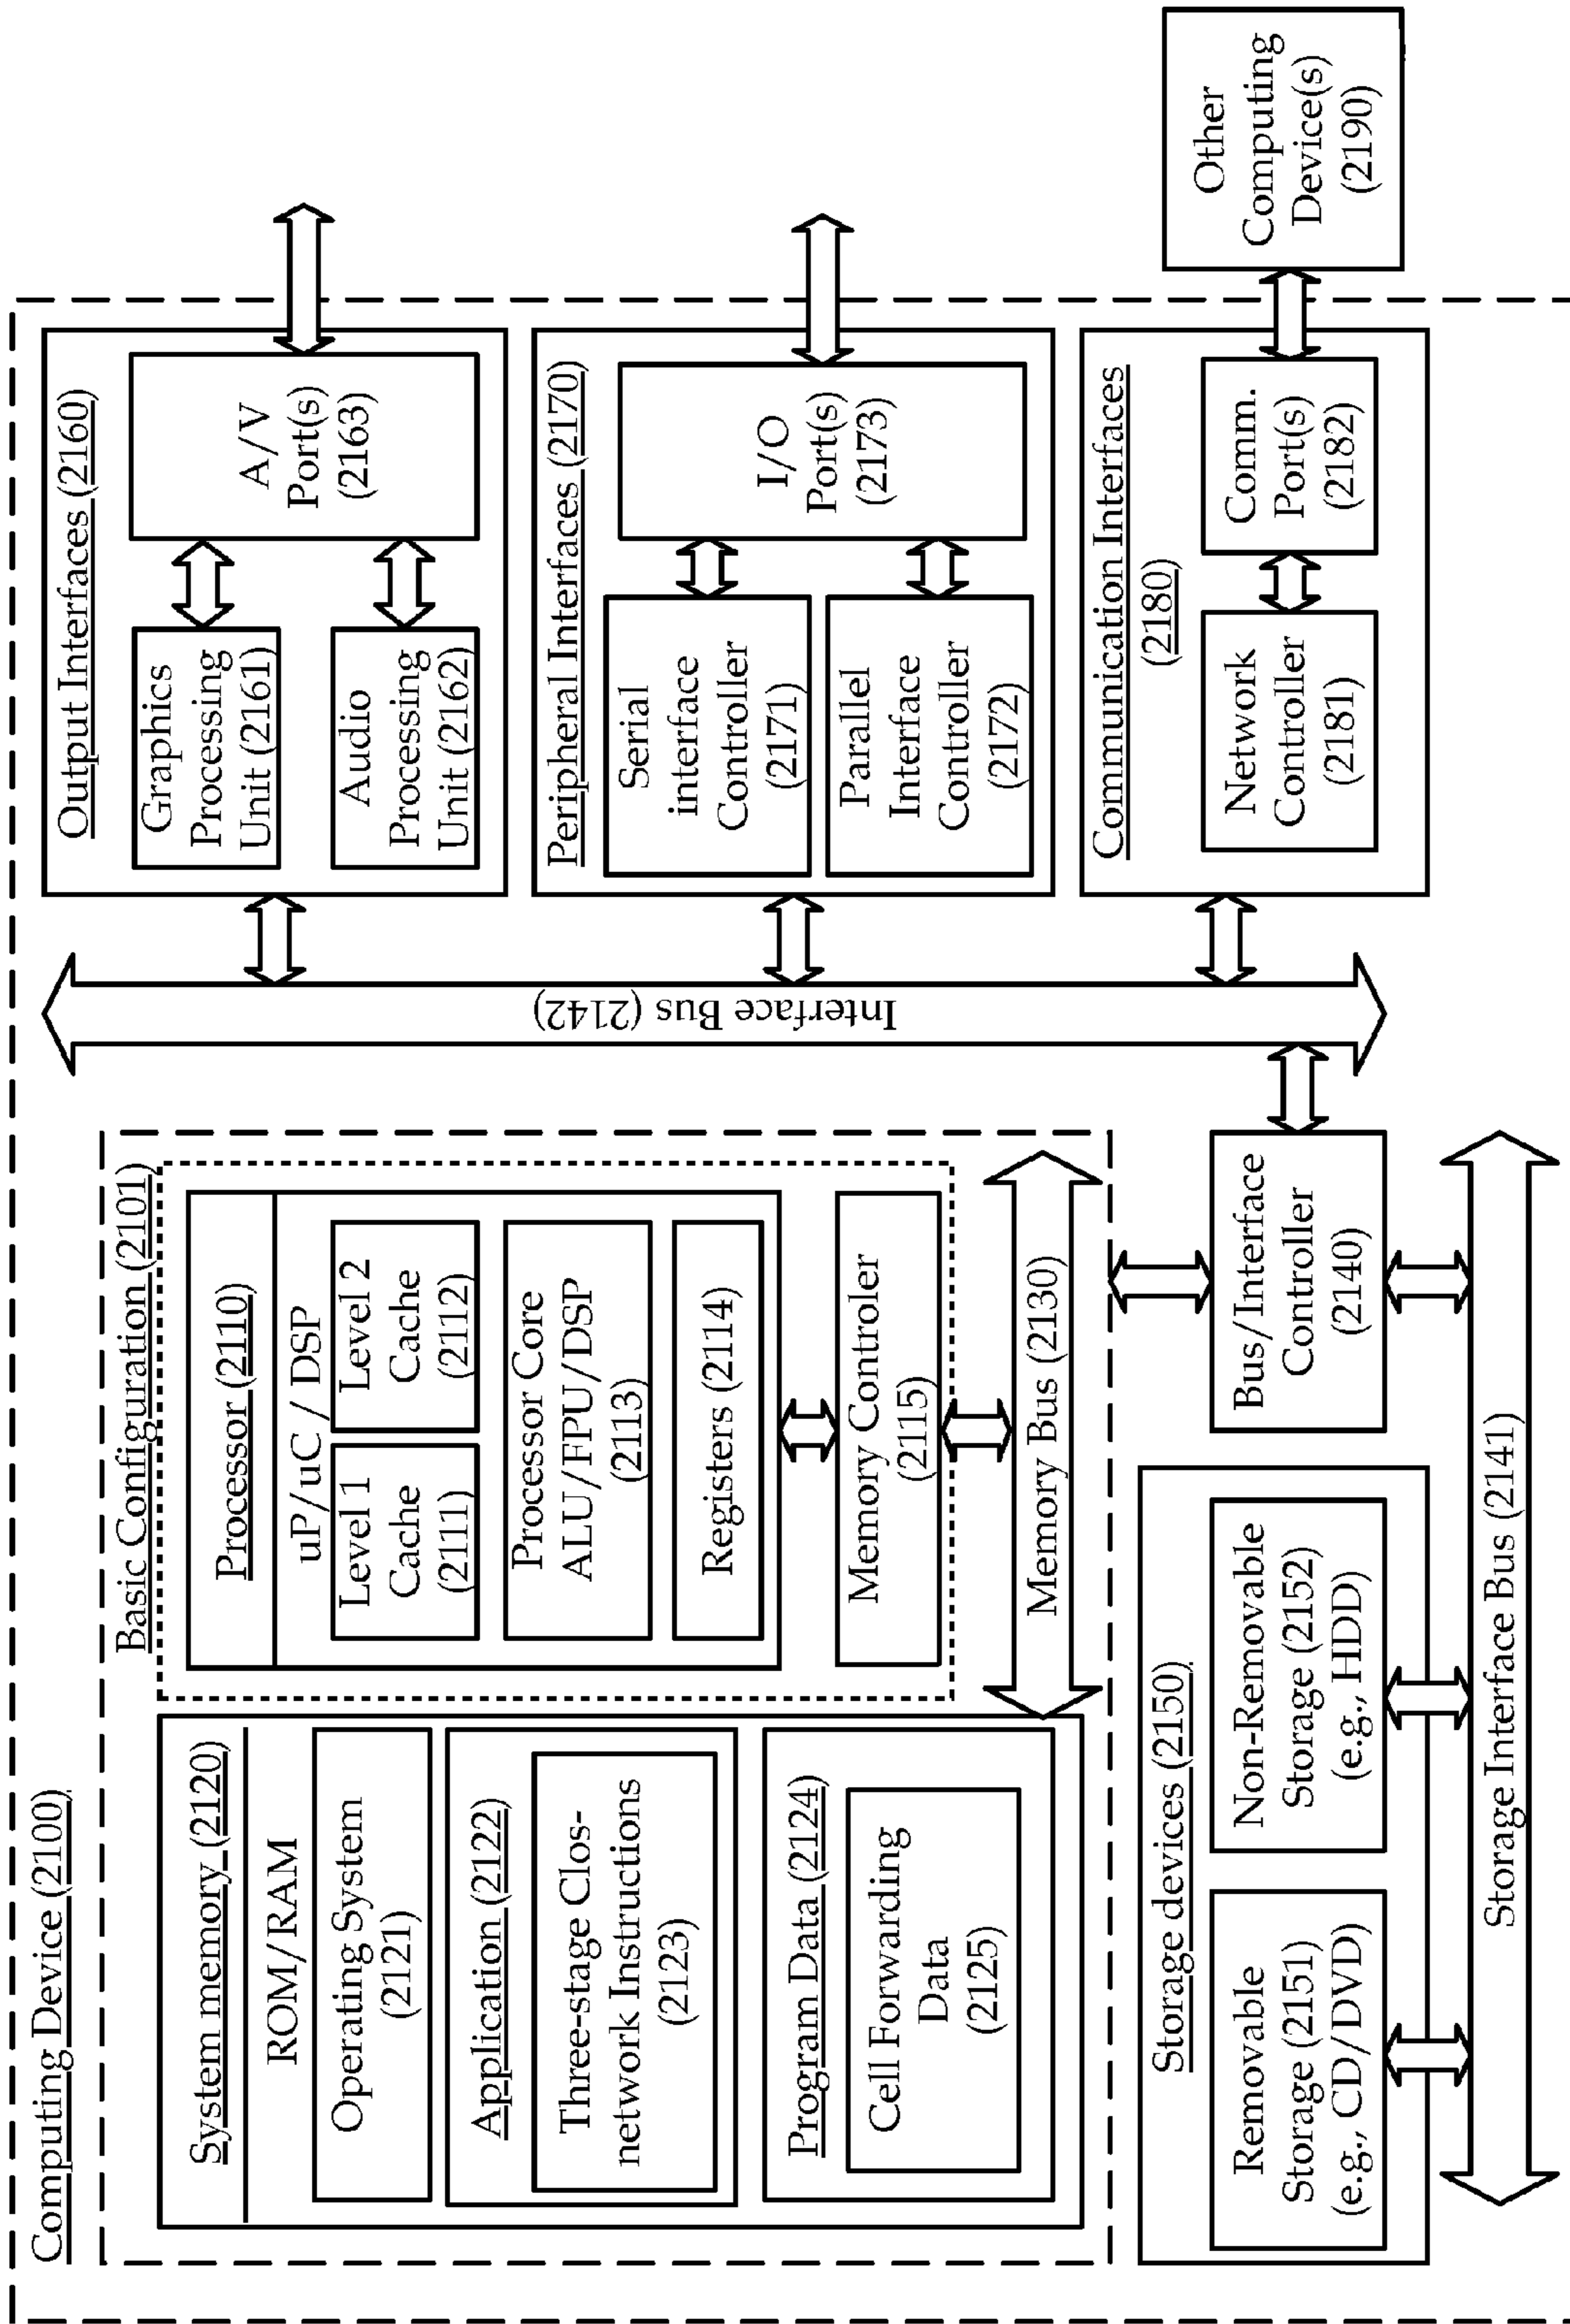 Computing Device (2100)
Basic Configuration (2101)
System memory (2120)
ROM/RAM
Operating System
(2121)
Application (2122)
Three-stage Clos-
network Instructions
(2123)
Program Data (2124)
Cell Forwarding
Data
(2125)
Processor (2110)
uP/uC / DSP
Level 1
Cache
(2111)
Level 2
Cache
(2112)
Processor Core
ALU/FPU/DSP
(2113)
Registers (2114)
Memory Controler
(2115)
Memory Bus (2130)
Bus/Interface
Controller
(2140)
Storage devices (2150)
Removable
Storage (2151)
(e.g., CD/DVD)
Non-Removable
Storage (2152)
(e.g., HDD)
Storage Interface Bus (2141)
Interface Bus (2142)
Output Interfaces (2160)
Graphics
Processing
Unit (2161)
Audio
Processing
Unit (2162)
A/V
Port(s)
(2163)
Peripheral Interfaces (2170)
Serial
interface
Controller
(2171)
Parallel
Interface
Controller
(2172)
I/O
Port(s)
(2173)
Communication Interfaces
(2180)
Network
Controller
(2181)
Comm.
Port(s)
(2182)
Other
Computing
Device(s)
(2190)